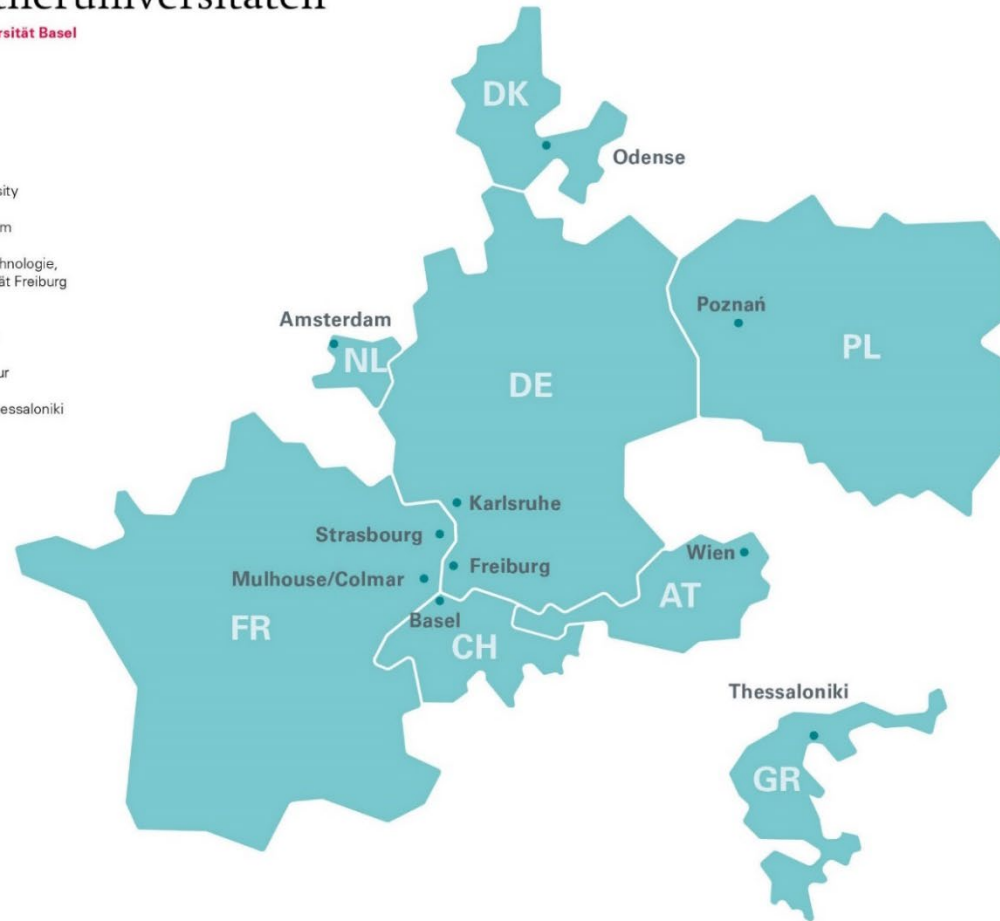 rsität Basel
DK
Odense
sity
m
hnologie,
ät Freiburg
Poznań
Amsterdam
PL
NL
DE
ur
essaloniki
Karlsruhe
Strasbourg
Wien
Freiburg
Mulhouse/Colmar
AT
Basel
FR
CH
Thessaloniki
GR